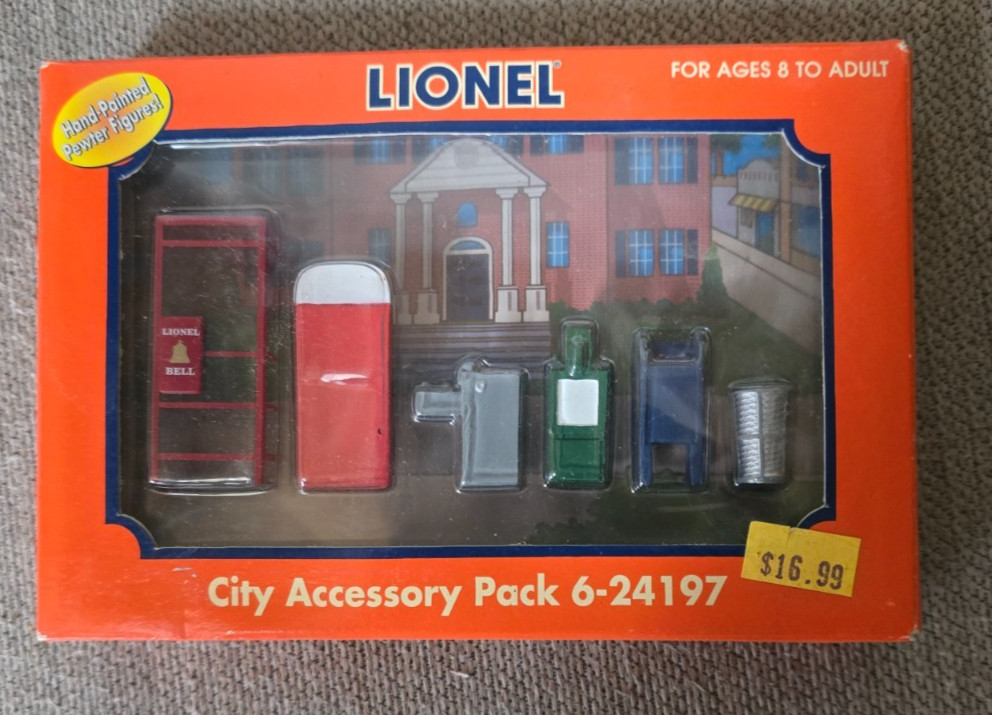 LIONEL®
FOR AGES 8 TO ADULT
Hand-Painted
Pewter Figures!
LIONEL
BELL
City Accessory Pack 6-24197
$16.99